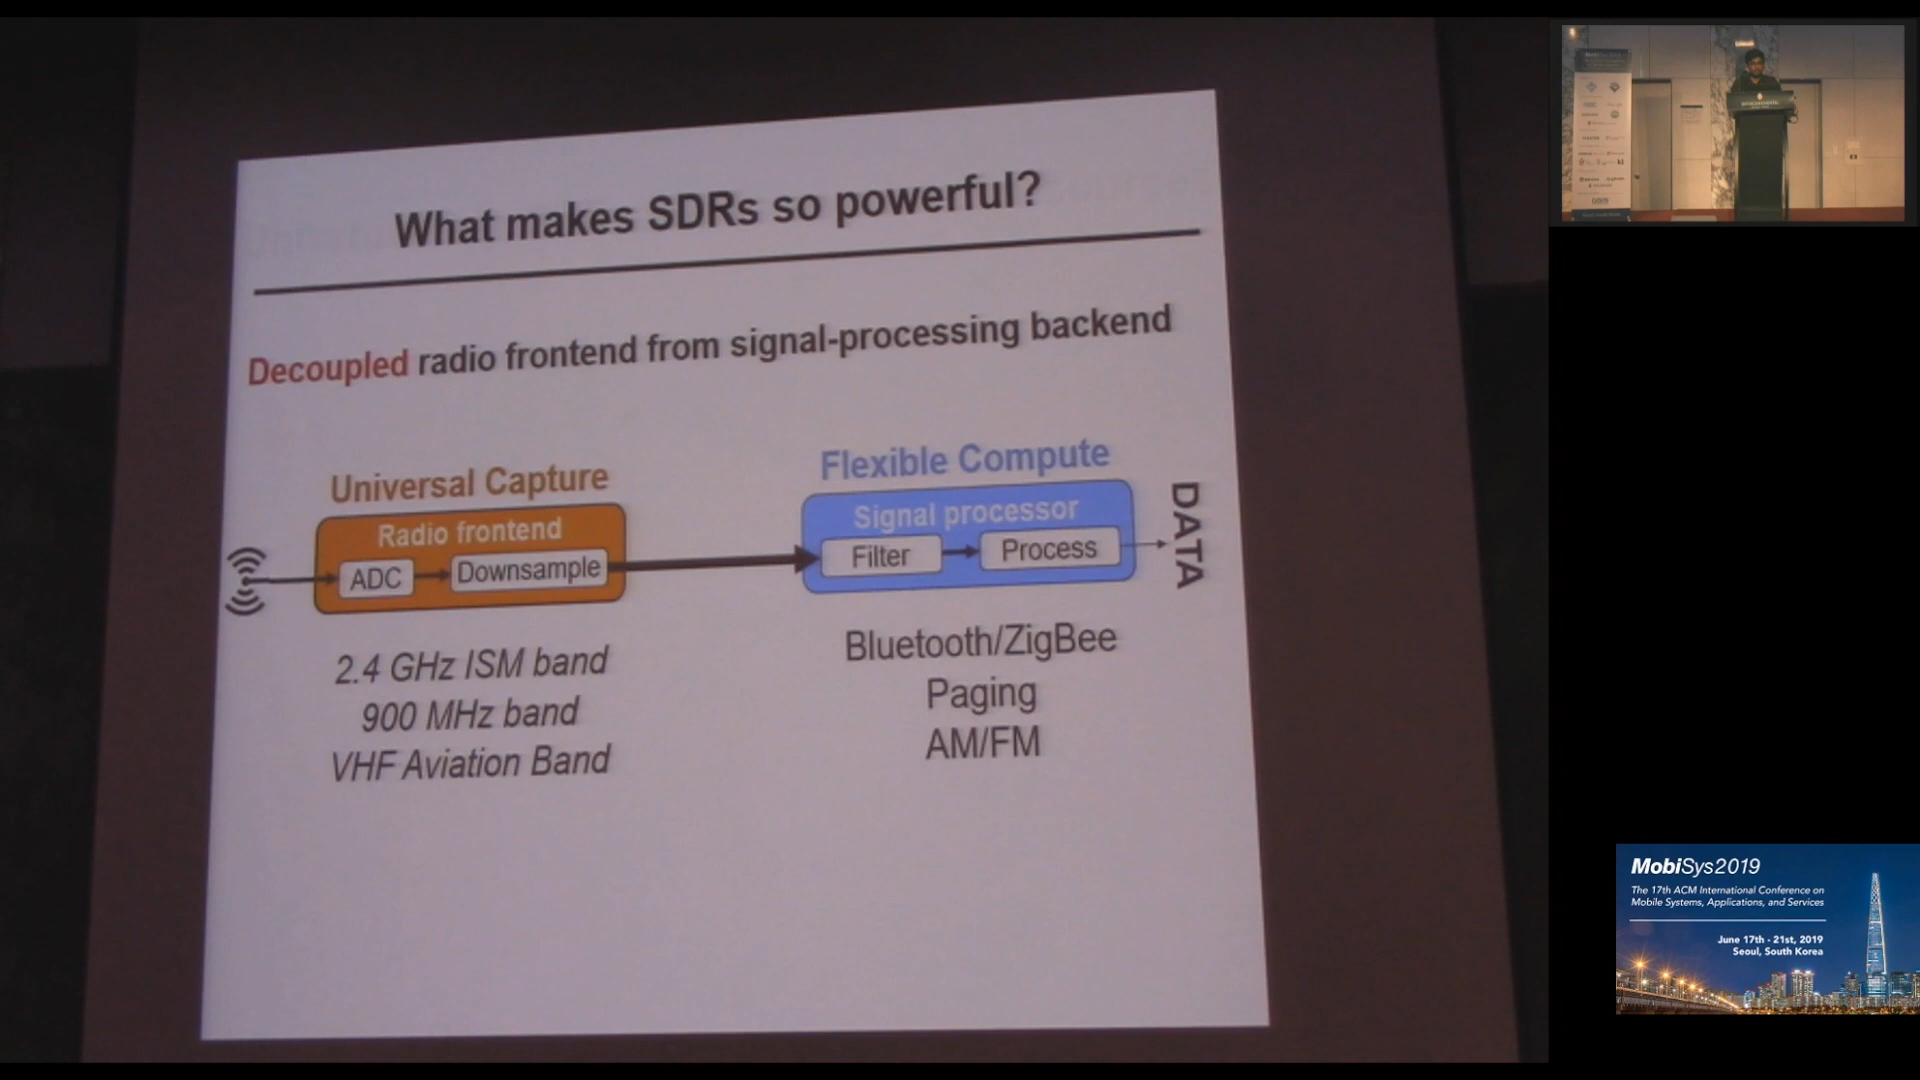 What makes SDRs so powerful?
Decoupled radio frontend from signal-processing backend
Universal Capture
Radio frontend
ADC
Downsample
2.4 GHz ISM band
900 MHz band
VHF Aviation Band
Flexible Compute
Signal processor
Filter
Process
DATA
Bluetooth/ZigBee
Paging
AM/FM
MobiSys2019
The 17th ACM International Conference on
Mobile Systems, Applications, and Services
June 17th - 21st, 2019
Seoul, South Korea